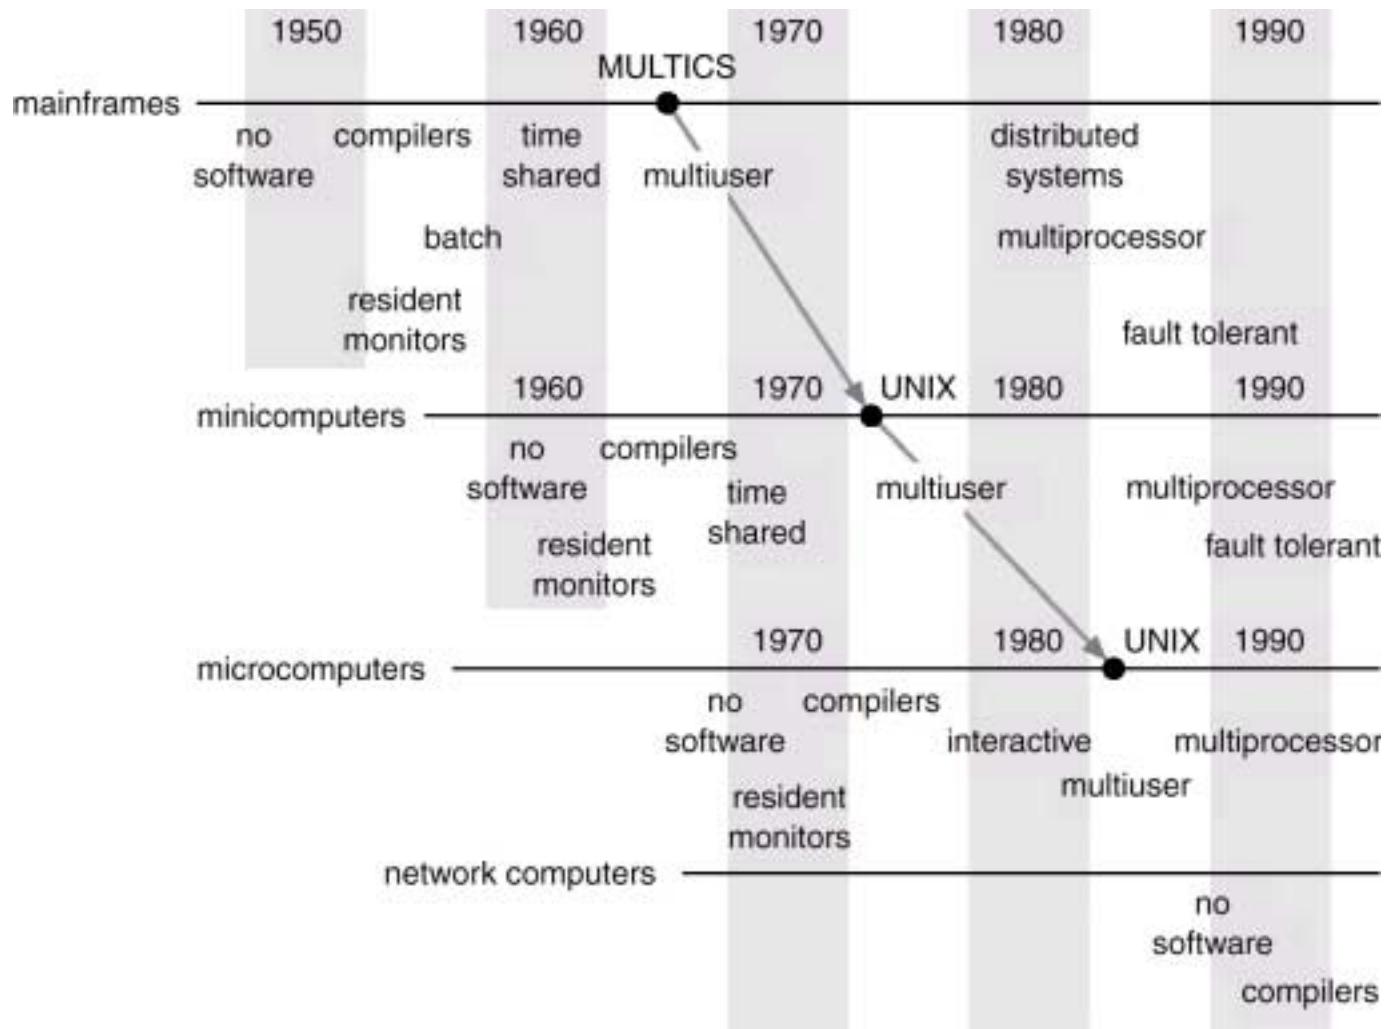 1950 1960 1970 1980 1990
MULTICS
mainframes
no compilers time distributed
software shared multiuser systems
batch multiprocessor
resident
monitors fault tolerant
1960 1970 UNIX 1980 1990
minicomputers
no compilers
software time multiuser multiprocessor
shared
resident fault tolerant
monitors
1970 1980 UNIX 1990
microcomputers
no compilers
software interactive multiprocessor
multiuser
resident
monitors
network computers
no
software
compilers